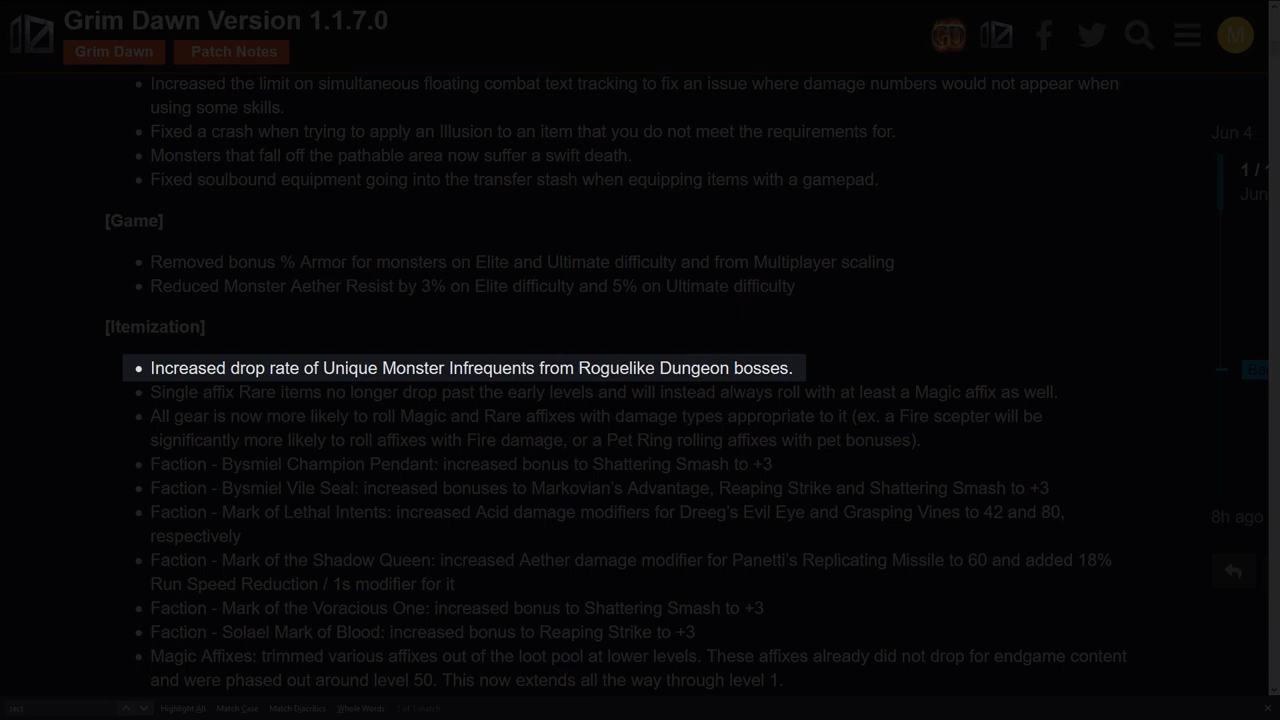 Grim Dawn Version 1.1.7.0
Grim Dawn Patch Notes
M
Increased the limit on simultaneous floating combat text tracking to fix an issue where damage numbers would not appear when
using some skills.
Fixed a crash when trying to apply an Illusion to an item that you do not meet the requirements for.
Monsters that fall off the pathable area now suffer a swift death.
Fixed soulbound equipment going into the transfer stash when equipping items with a gamepad.
Jun 4
1 / 1
Jun
[Game]
Removed bonus % Armor for monsters on Elite and Ultimate difficulty and from Multiplayer scaling
Reduced Monster Aether Resist by 3% on Elite difficulty and 5% on Ultimate difficulty
[Itemization]
Increased drop rate of Unique Monster Infrequents from Roguelike Dungeon bosses.
Single affix Rare items no longer drop past the early levels and will instead always roll with at least a Magic affix as well.
All gear is now more likely to roll Magic and Rare affixes with damage types appropriate to it (ex. a Fire scepter will be
significantly more likely to roll affixes with Fire damage, or a Pet Ring rolling affixes with pet bonuses).
Faction - Bysmiel Champion Pendant: increased bonus to Shattering Smash to +3
Faction - Bysmiel Vile Seal: increased bonuses to Markovian's Advantage, Reaping Strike and Shattering Smash to +3
Faction - Mark of Lethal Intents: increased Acid damage modifiers for Dreeg's Evil Eye and Grasping Vines to 42 and 80,
respectively
8h ago
Faction - Mark of the Shadow Queen: increased Aether damage modifier for Panetti's Replicating Missile to 60 and added 18%
Run Speed Reduction / 1s modifier for it
Faction - Mark of the Voracious One: increased bonus to Shattering Smash to +3
Faction - Solael Mark of Blood: increased bonus to Reaping Strike to +3
Magic Affixes: trimmed various affixes out of the loot pool at lower levels. These affixes already did not drop for endgame content
and were phased out around level 50. This now extends all the way through level 1.
Highlight All Match Case Match Diacritics Whole Words 1 of 1 match